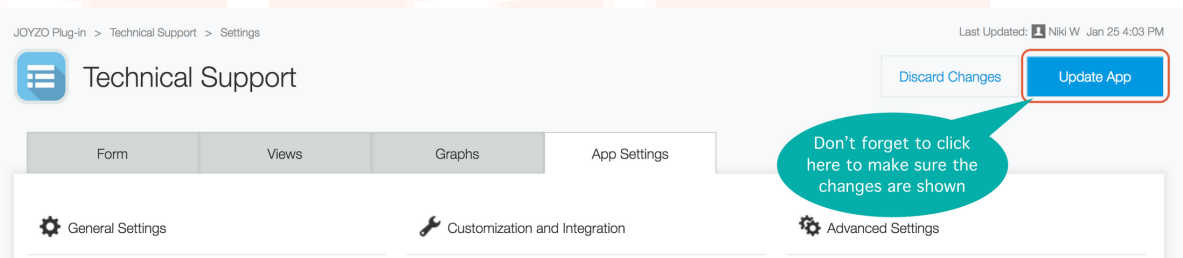 JOYZO Plug-in > Technical Support > Settings
Last Updated: Niki W Jan 25 4:03 PM
Technical Support
Discard Changes
Update App
Don't forget to click
here to make sure the
changes are shown
Form
Views
Graphs
App Settings
General Settings
Customization and Integration
Advanced Settings